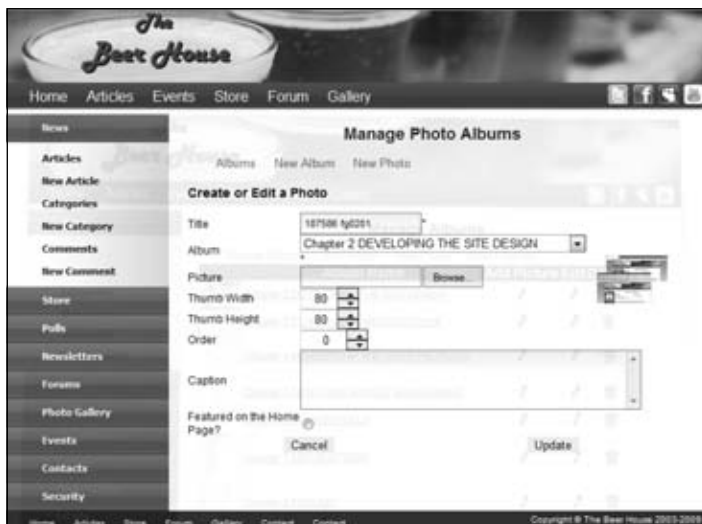 The
Beer House
Home Articles Events Store Forum Gallery
News
Articles
New Article
Categories
New Category
Comments
New Comment
Store
Polls
Newsletters
Forums
Photo Gallery
Events
Contacts
Security
Manage Photo Albums
Albums New Album New Photo
Create or Edit a Photo
Title 187586 fg0201 *
Album Chapter 2 DEVELOPING THE SITE DESIGN
*
Picture Browse...
Thumb Width 80
Thumb Height 80
Order 0
Caption
Featured on the Home
Page?
Cancel Update
Home Articles Store Forum Gallery Contact Contact
Copyright © The Beer House 2003-2009